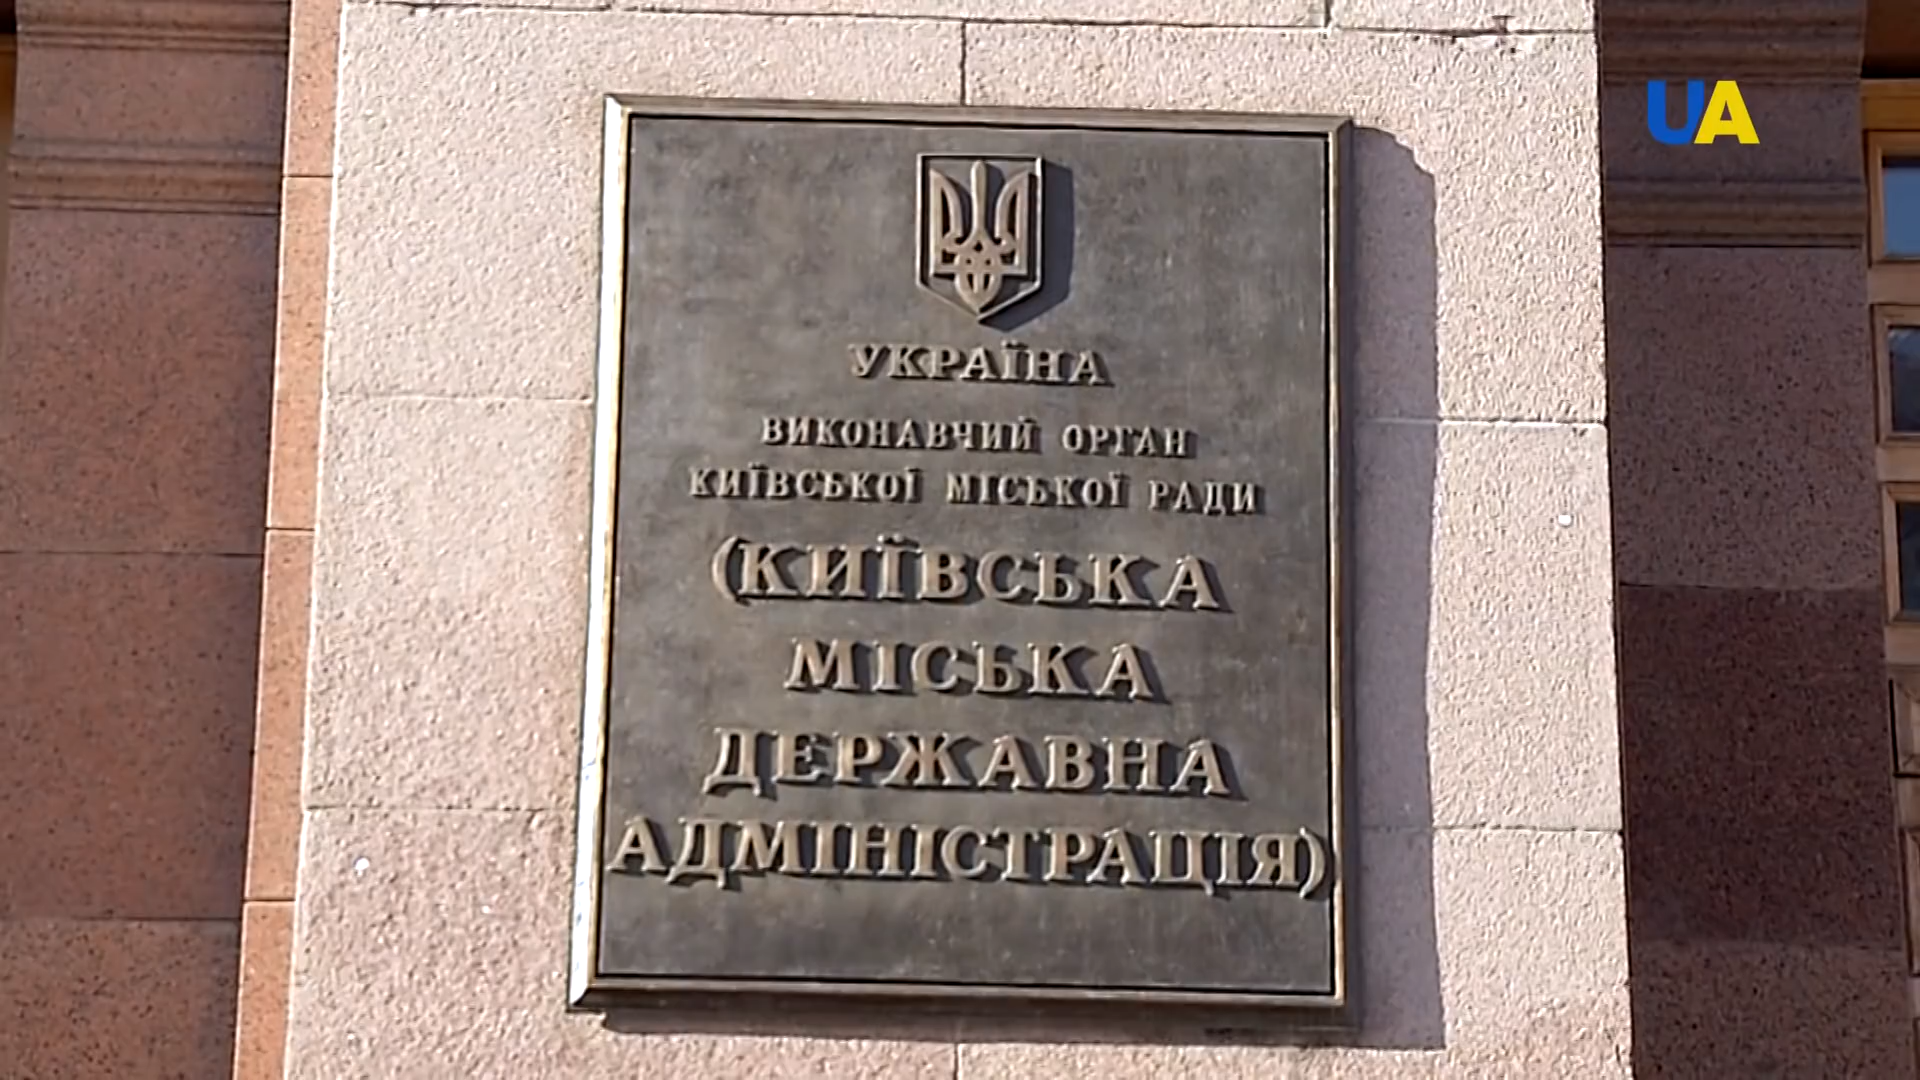 UA
УКРАЇНА
ВИКОНАВЧИЙ ОРГАН
КИЇВСЬКОЇ МІСЬКОЇ РАДИ
(КИЇВСЬКА
МІСЬКА
ДЕРЖАВНА
АДМІНІСТРАЦІЯ)